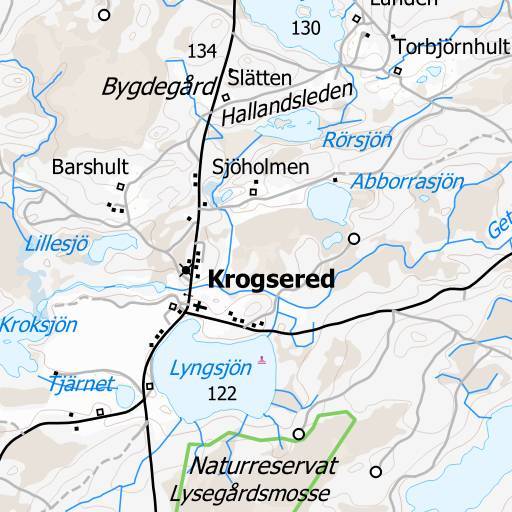 Lunden
130
134
Torbjörnhult
Bygdegård
Slätten
Hallandsleden
Rörsjön
Barshult
Sjöholmen
Abborrasjön
Lillesjö
Krogsered
Kroksjön
Lyngsjön
Tjärnet
122
Naturreservat
Lysegårdsmosse